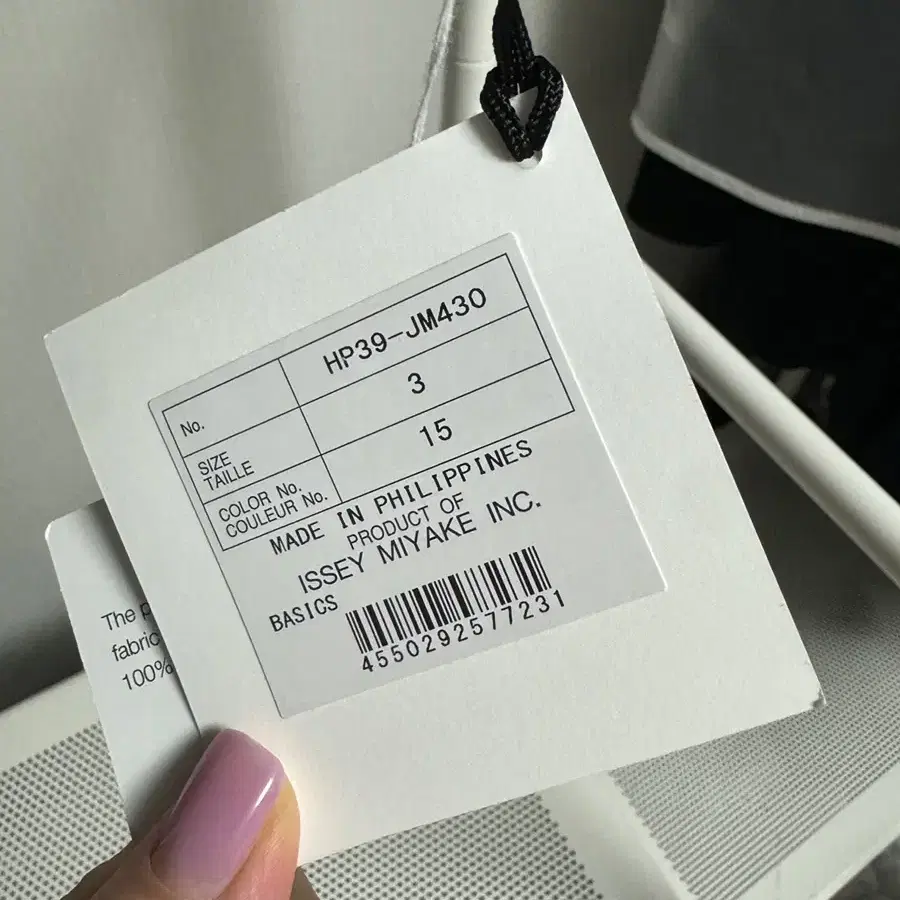 No. HP39-JM430
SIZE
TAILLE 3
COLOR No.
COULEUR No. 15
MADE IN PHILIPPINES
PRODUCT OF
ISSEY MIYAKE INC.
BASICS
4550292577231
The
fabric
100%